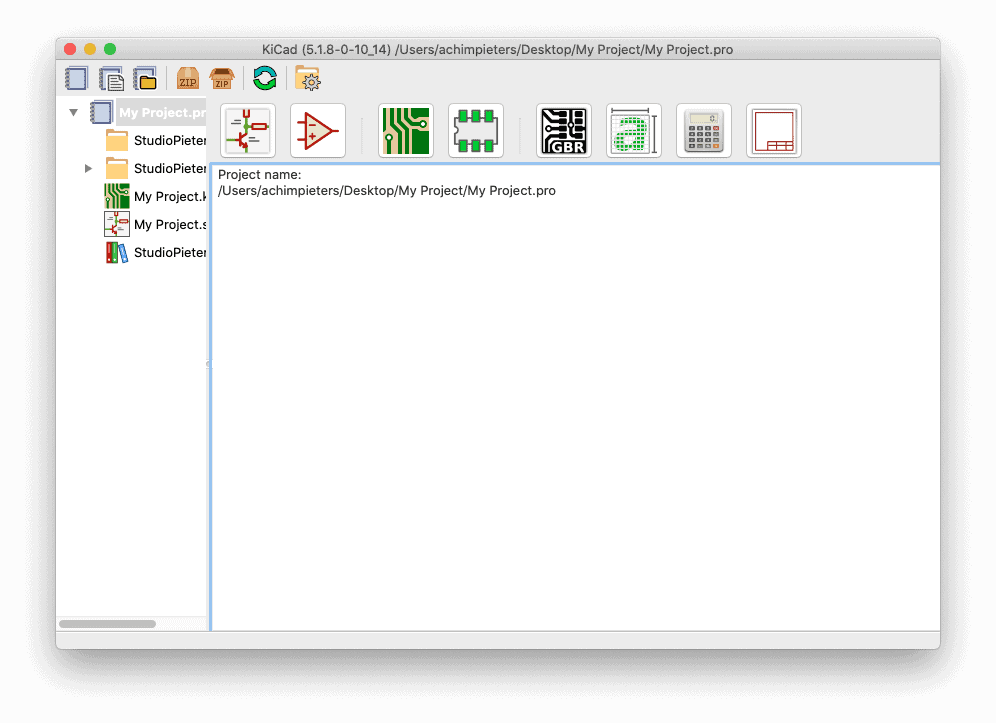 KiCad (5.1.8-0-10_14) /Users/achimpieters/Desktop/My Project/My Project.pro
ZIP
ZIP
My Project.pr
StudioPieter
StudioPieter
My Project.k
My Project.s
StudioPieter
GBR
a
0.
Project name:
/Users/achimpieters/Desktop/My Project/My Project.pro